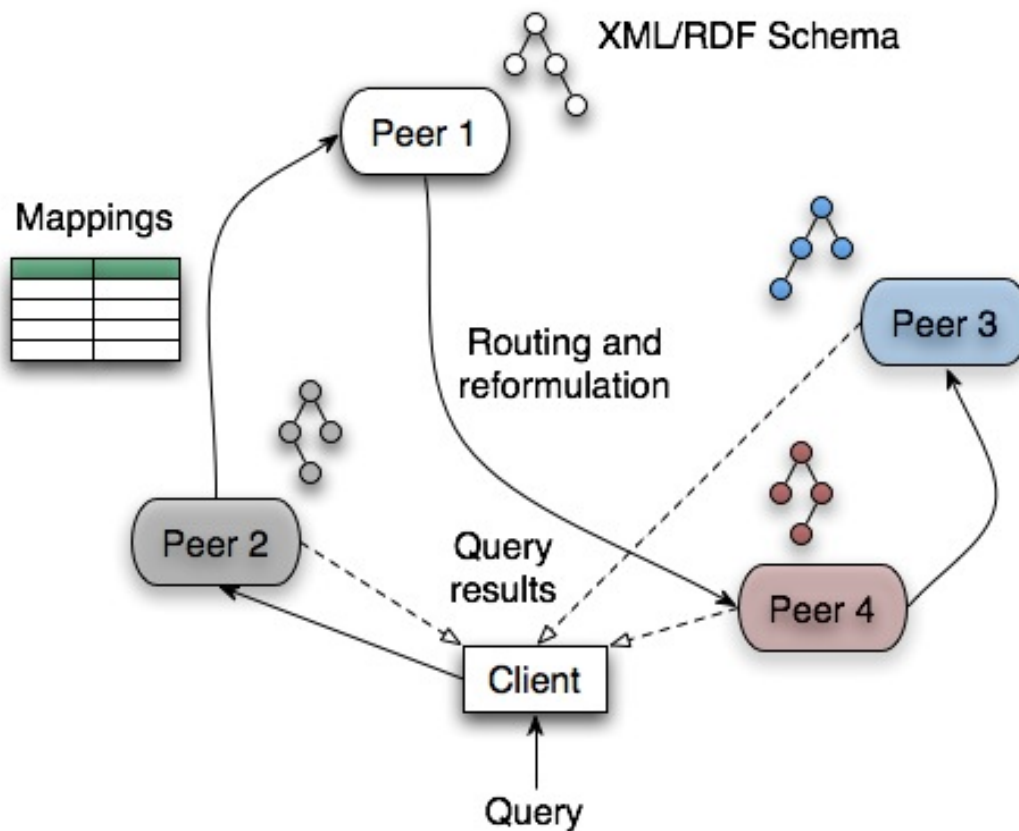 XML/RDF Schema
Peer 1
Mappings
Peer 3
Routing and
reformulation
Peer 2
Query
results
Peer 4
Client
Query